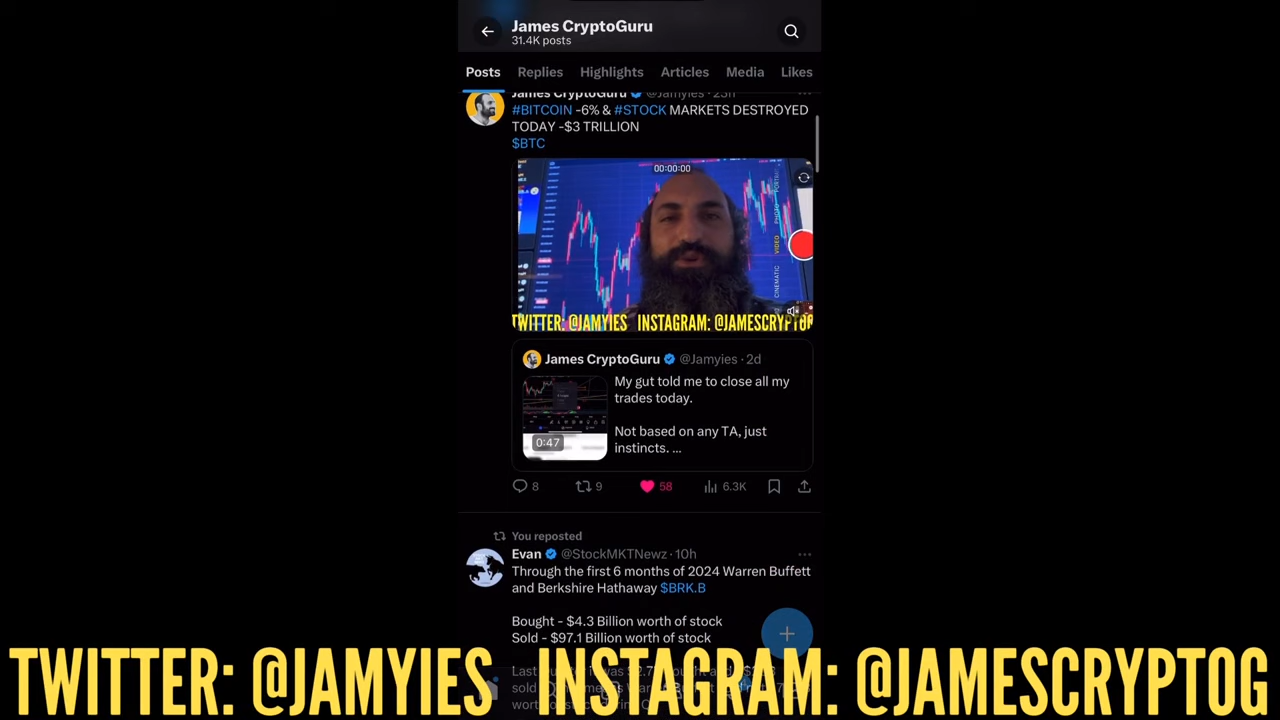 James CryptoGuru
31.4K posts
Posts Replies Highlights Articles Media Likes
James CryptoGuru @Jamyies · 23h
#BITCOIN -6% & #STOCK MARKETS DESTROYED
TODAY -$3 TRILLION
$BTC
00:00:00
PHOTO
VIDEO
CINEMATIC
TWITTER: @JAMYIES INSTAGRAM: @JAMESCRYPTOG
James CryptoGuru @Jamyies · 2d
My gut told me to close all my
trades today.
Not based on any TA, just
instincts. ...
0:47
8 9 58 6.3K
You reposted
Evan @StockMKTNewz · 10h
Through the first 6 months of 2024 Warren Buffett
and Berkshire Hathaway $BRK.B
Bought - $4.3 Billion worth of stock
Sold - $97.1 Billion worth of stock
TWITTER: @JAMYIES INSTAGRAM: @JAMESCRYPTOG